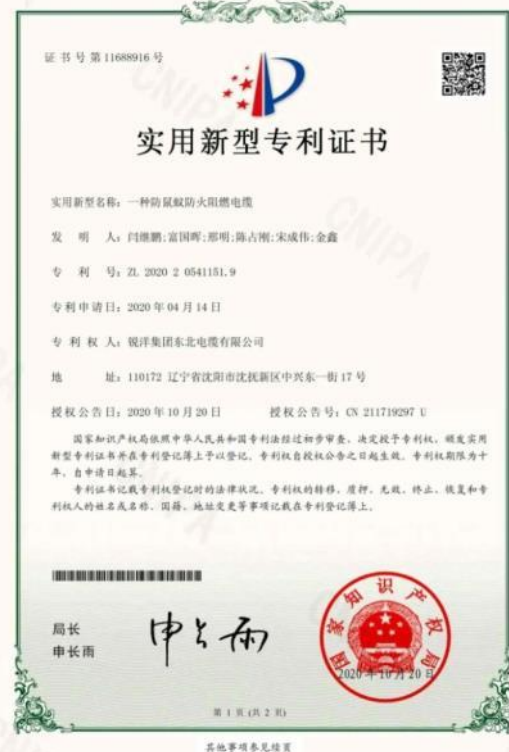 证书号第11688916号
实用新型专利证书
实用新型名称：一种防鼠蚁防火阻燃电缆
发 明 人：闫继鹏;富国晖;邢明;陈占刚;宋成伟;金鑫
专 利 号：ZL 2020 2 0541151.9
专利申请日：2020年04月14日
专 利 权 人：锐洋集团东北电缆有限公司
地 址：110172 辽宁省沈阳市沈抚新区中兴东一街17号
授权公告日：2020年10月20日 授权公告号：CN 211719297 U
国家知识产权局依照中华人民共和国专利法经过初步审查，决定授予专利权，颁发实用
新型专利证书并在专利登记簿上予以登记。专利权自授权公告之日起生效。专利权期限为十
年，自申请日起算。
专利证书记载专利权登记时的法律状况。专利权的转移、质押、无效、终止、恢复和专
利权人的姓名或名称、国籍、地址变更等事项记载在专利登记簿上。
局长
申长雨
申长雨
国家知识产权局
2020年10月20日
第 1 页 (共 2 页)
其他事项参见续页
CNIPA
CNIPA